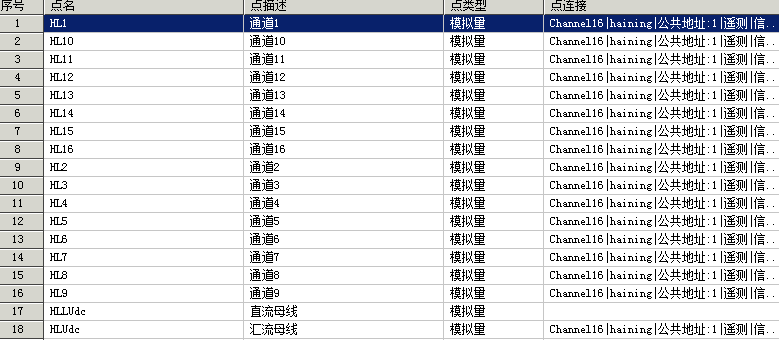 序号 点名 点描述 点类型 点连接
1 HL1 通道1 模拟量 Channel16|haining|公共地址:1|遥测|信..
2 HL10 通道10 模拟量 Channel16|haining|公共地址:1|遥测|信..
3 HL11 通道11 模拟量 Channel16|haining|公共地址:1|遥测|信..
4 HL12 通道12 模拟量 Channel16|haining|公共地址:1|遥测|信..
5 HL13 通道13 模拟量 Channel16|haining|公共地址:1|遥测|信..
6 HL14 通道14 模拟量 Channel16|haining|公共地址:1|遥测|信..
7 HL15 通道15 模拟量 Channel16|haining|公共地址:1|遥测|信..
8 HL16 通道16 模拟量 Channel16|haining|公共地址:1|遥测|信..
9 HL2 通道2 模拟量 Channel16|haining|公共地址:1|遥测|信..
10 HL3 通道3 模拟量 Channel16|haining|公共地址:1|遥测|信..
11 HL4 通道4 模拟量 Channel16|haining|公共地址:1|遥测|信..
12 HL5 通道5 模拟量 Channel16|haining|公共地址:1|遥测|信..
13 HL6 通道6 模拟量 Channel16|haining|公共地址:1|遥测|信..
14 HL7 通道7 模拟量 Channel16|haining|公共地址:1|遥测|信..
15 HL8 通道8 模拟量 Channel16|haining|公共地址:1|遥测|信..
16 HL9 通道9 模拟量 Channel16|haining|公共地址:1|遥测|信..
17 HLLUdc 直流母线 模拟量
18 HLUdc 汇流母线 模拟量 Channel16|haining|公共地址:1|遥测|信..